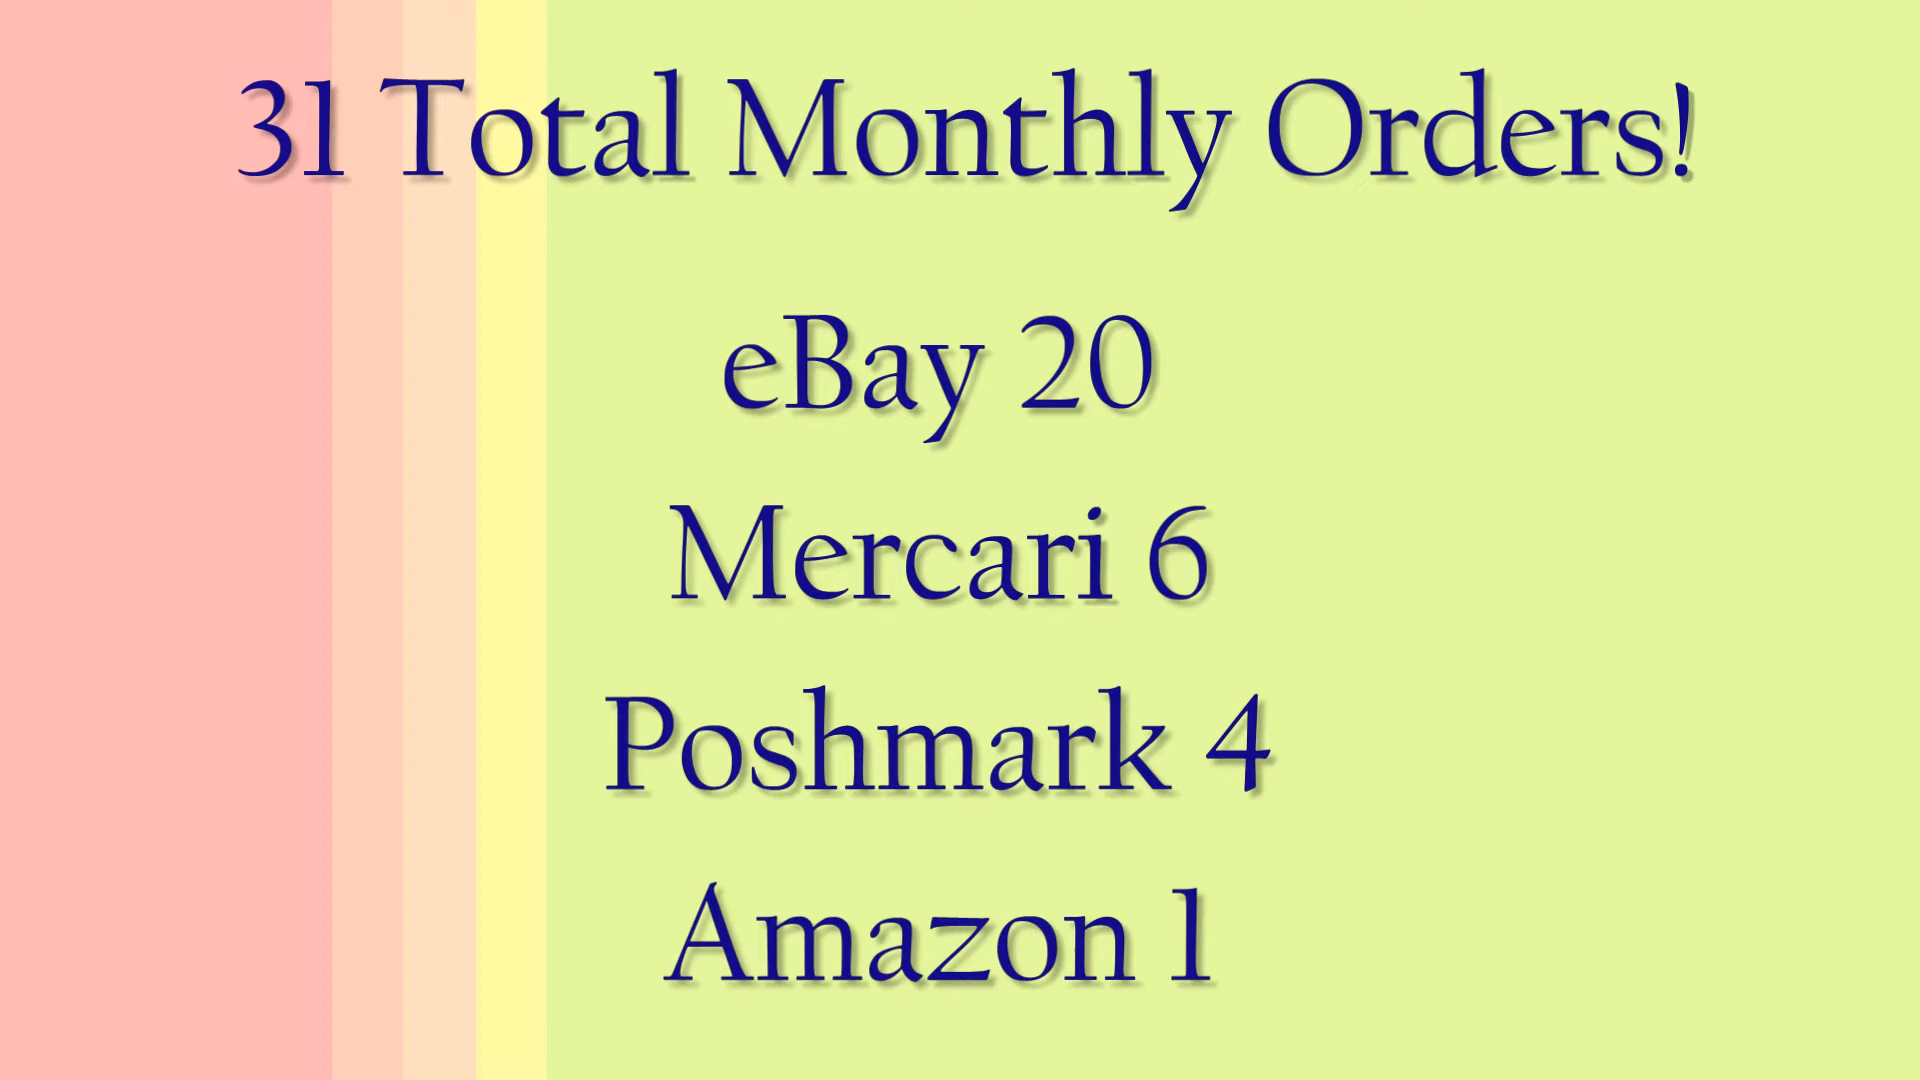 31 Total Monthly Orders!
eBay 20
Mercari 6
Poshmark 4
Amazon 1